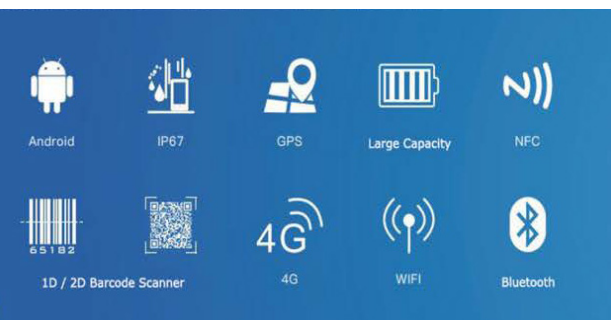 Android
IP67
GPS
Large Capacity
NFC
65182
4G
1D / 2D Barcode Scanner
4G
WIFI
Bluetooth